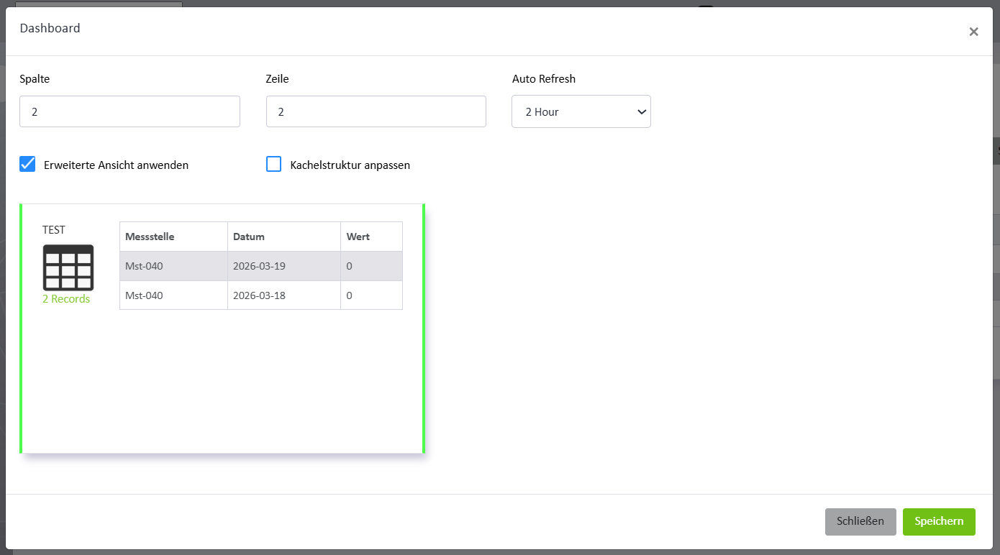 Dashboard
×
Spalte
Zeile
Auto Refresh
2
2
2 Hour
Erweiterte Ansicht anwenden
Kachelstruktur anpassen
TEST
2 Records
Messstelle Datum Wert
Mst-040 2026-03-19 0
Mst-040 2026-03-18 0
Schließen
Speichern